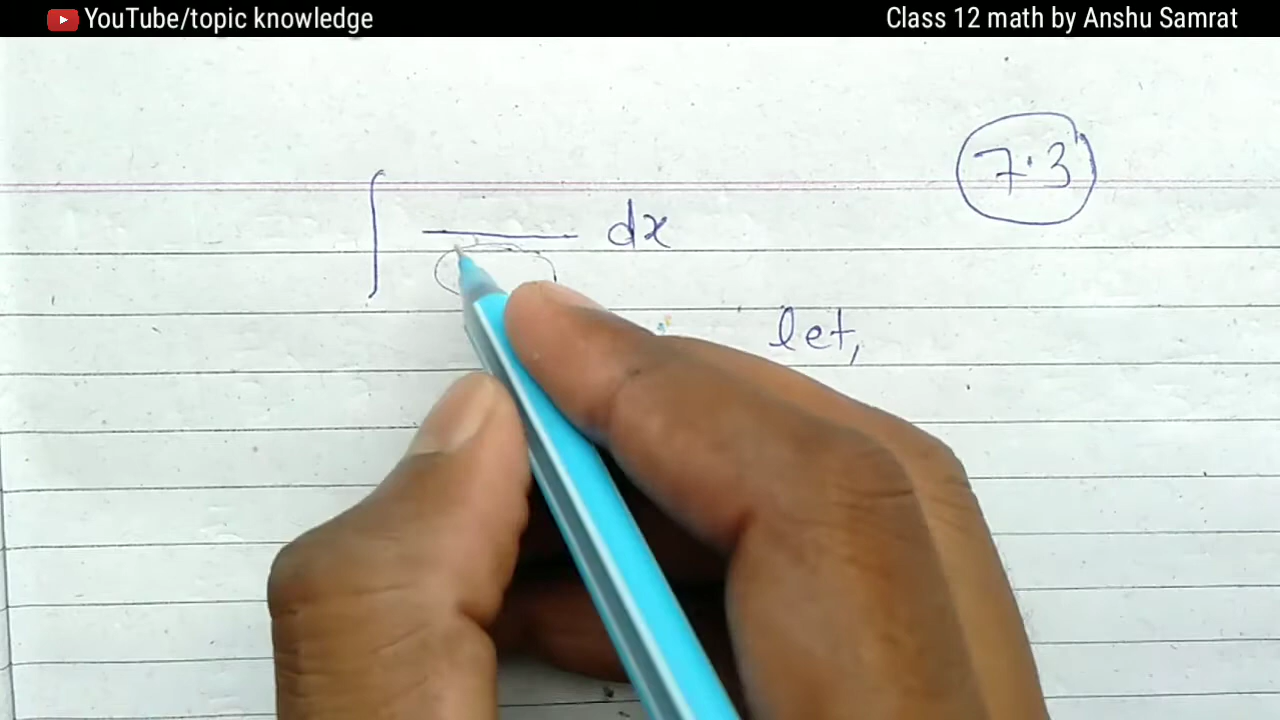 YouTube/topic knowledge
Class 12 math by Anshu Samrat
7.3
∫ —— dx
let,